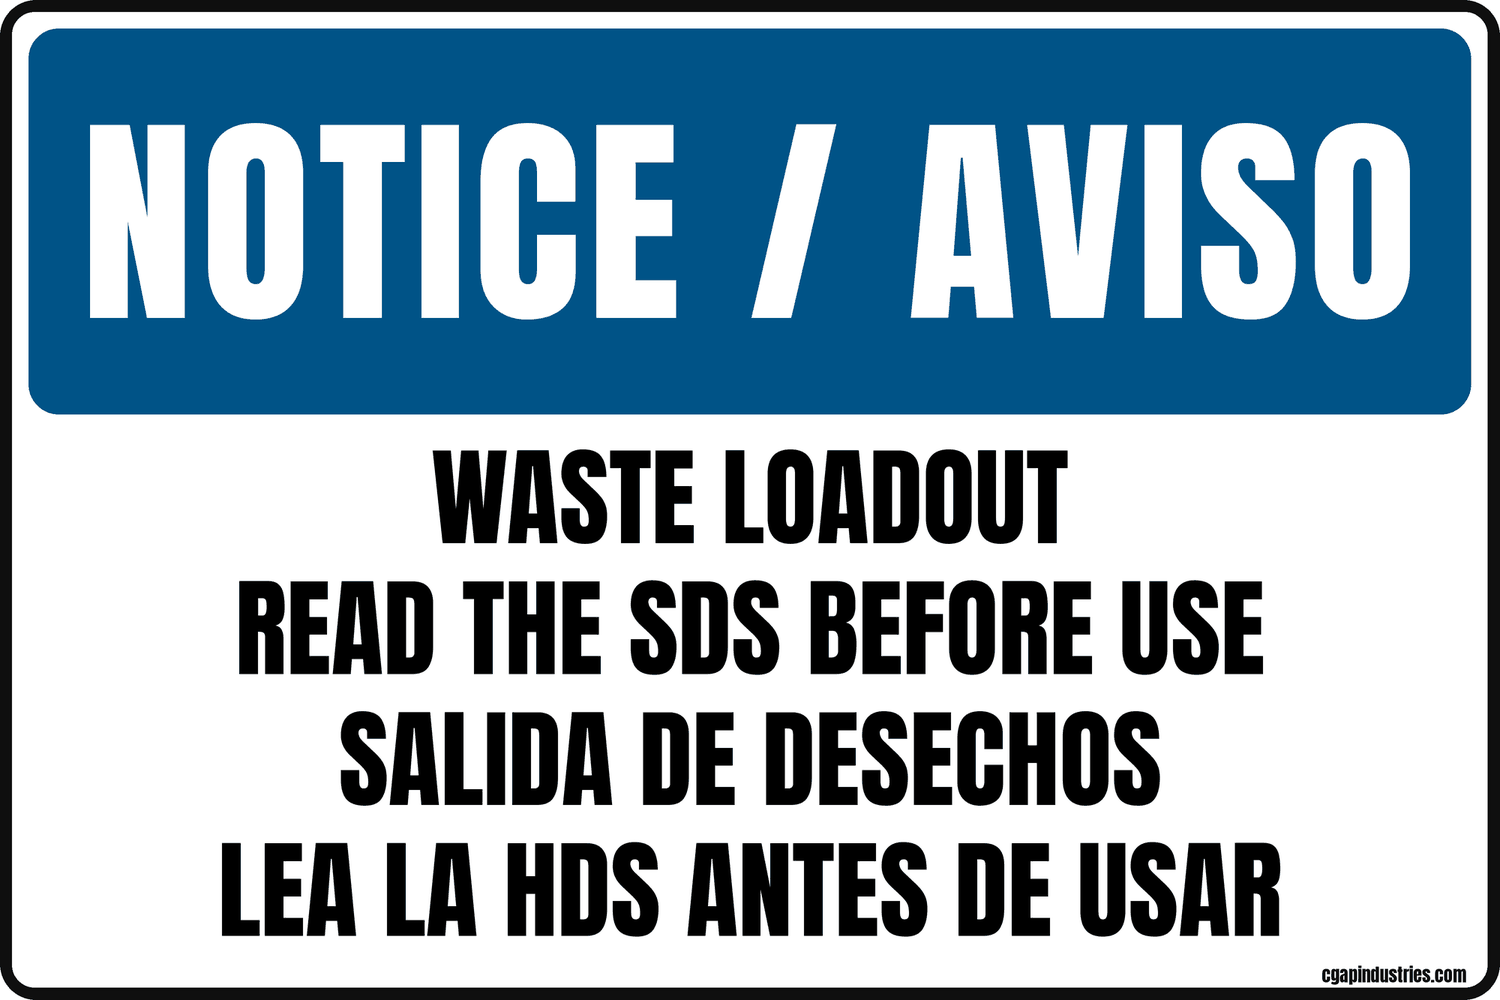 NOTICE / AVISO
WASTE LOADOUT
READ THE SDS BEFORE USE
SALIDA DE DESECHOS
LEA LA HDS ANTES DE USAR
cgapindustries.com